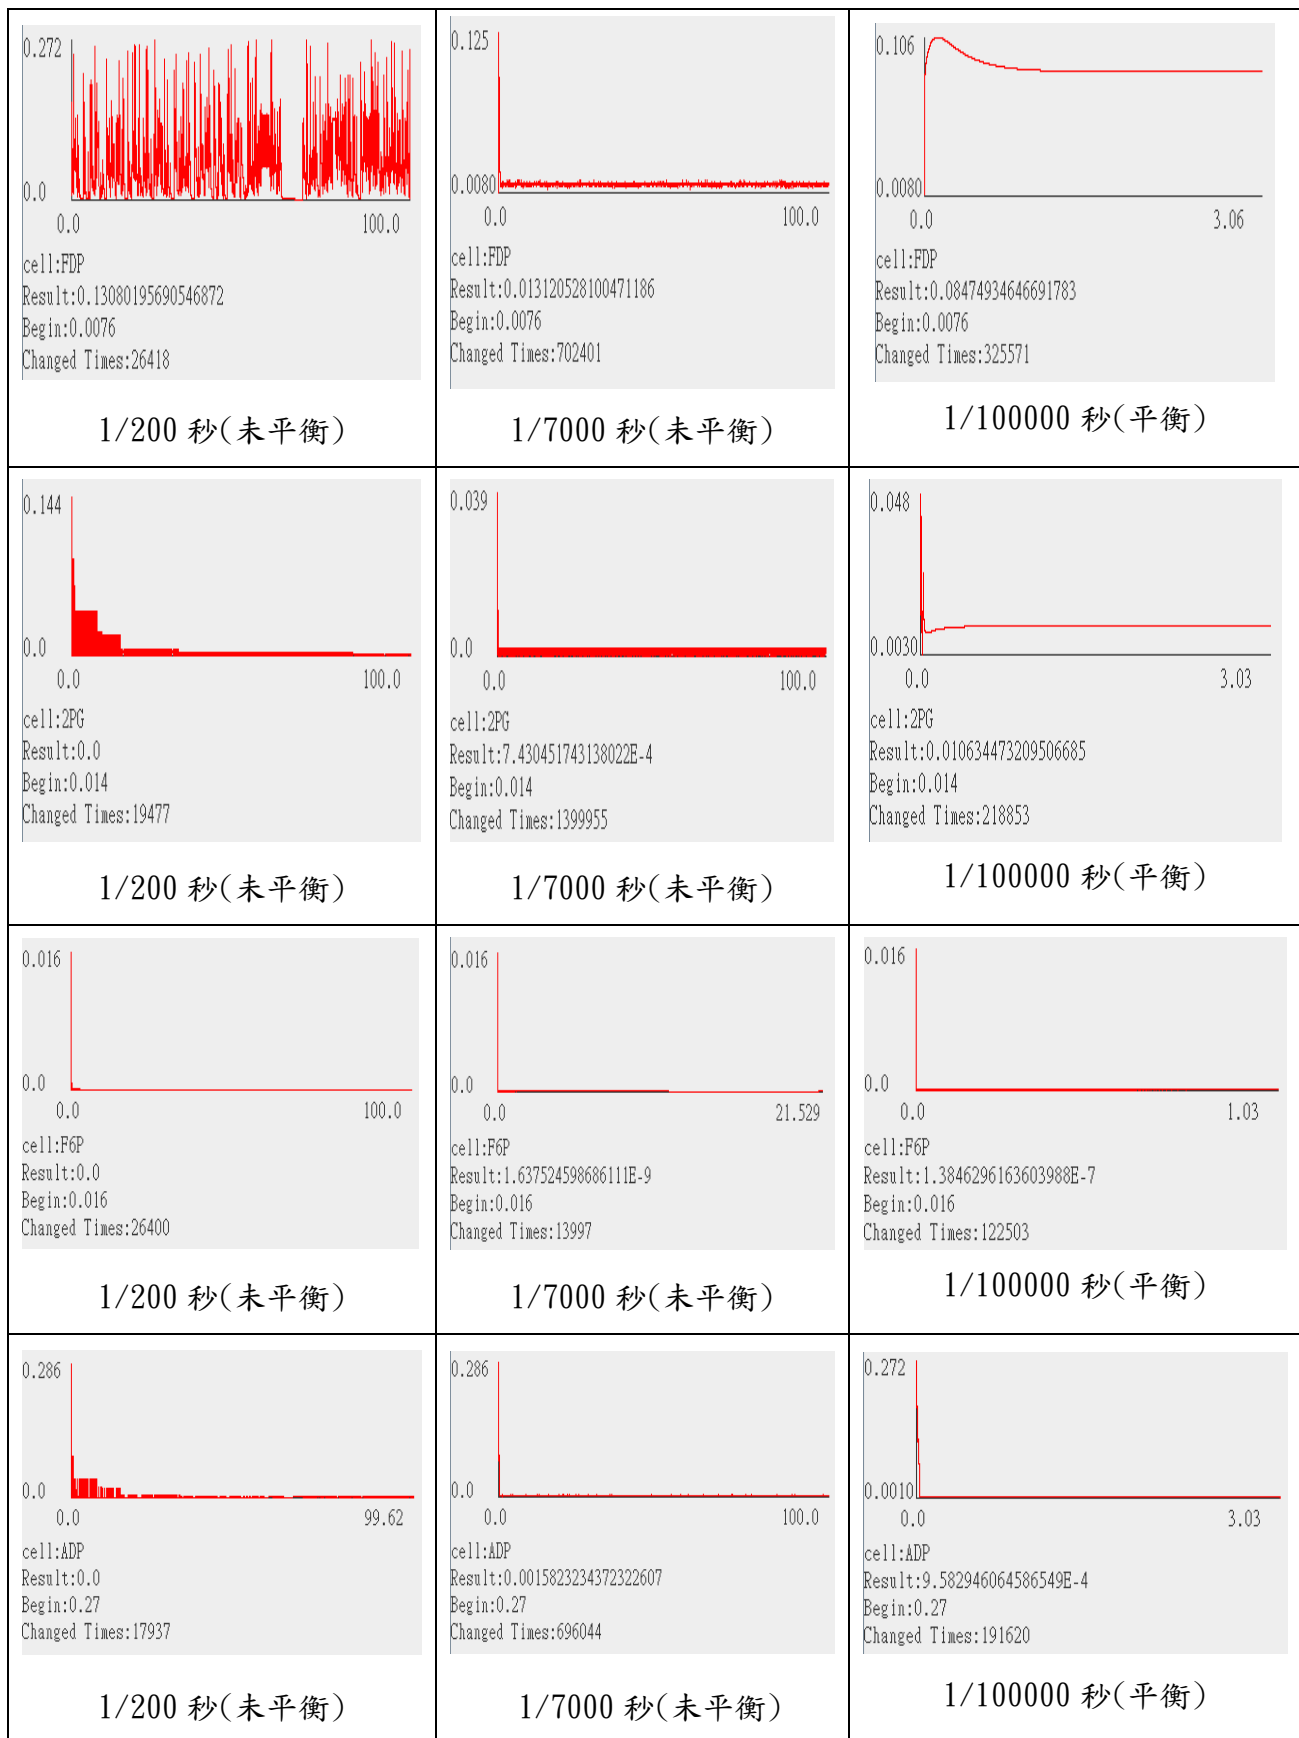 0.272
0.0
0.0 100.0
cell:FDP
Result:0.13080195690546872
Begin:0.0076
Changed Times:26418
1/200 秒(未平衡)
0.125
0.0080
0.0 100.0
cell:FDP
Result:0.013120528100471186
Begin:0.0076
Changed Times:702401
1/7000 秒(未平衡)
0.106
0.0080
0.0 3.06
cell:FDP
Result:0.08474934646691783
Begin:0.0076
Changed Times:325571
1/100000 秒(平衡)
0.144
0.0
0.0 100.0
cell:2PG
Result:0.0
Begin:0.014
Changed Times:19477
1/200 秒(未平衡)
0.039
0.0
0.0 100.0
cell:2PG
Result:7.430451743138022E-4
Begin:0.014
Changed Times:1399955
1/7000 秒(未平衡)
0.048
0.0030
0.0 3.03
cell:2PG
Result:0.010634473209506685
Begin:0.014
Changed Times:218853
1/100000 秒(平衡)
0.016
0.0
0.0 100.0
cell:F6P
Result:0.0
Begin:0.016
Changed Times:26400
1/200 秒(未平衡)
0.016
0.0
0.0 21.529
cell:F6P
Result:1.637524598686111E-9
Begin:0.016
Changed Times:13997
1/7000 秒(未平衡)
0.016
0.0
0.0 1.03
cell:F6P
Result:1.3846296163603988E-7
Begin:0.016
Changed Times:122503
1/100000 秒(平衡)
0.286
0.0
0.0 99.62
cell:ADP
Result:0.0
Begin:0.27
Changed Times:17937
1/200 秒(未平衡)
0.286
0.0
0.0 100.0
cell:ADP
Result:0.0015823234372322607
Begin:0.27
Changed Times:696044
1/7000 秒(未平衡)
0.272
0.0010
0.0 3.03
cell:ADP
Result:9.582946064586549E-4
Begin:0.27
Changed Times:191620
1/100000 秒(平衡)